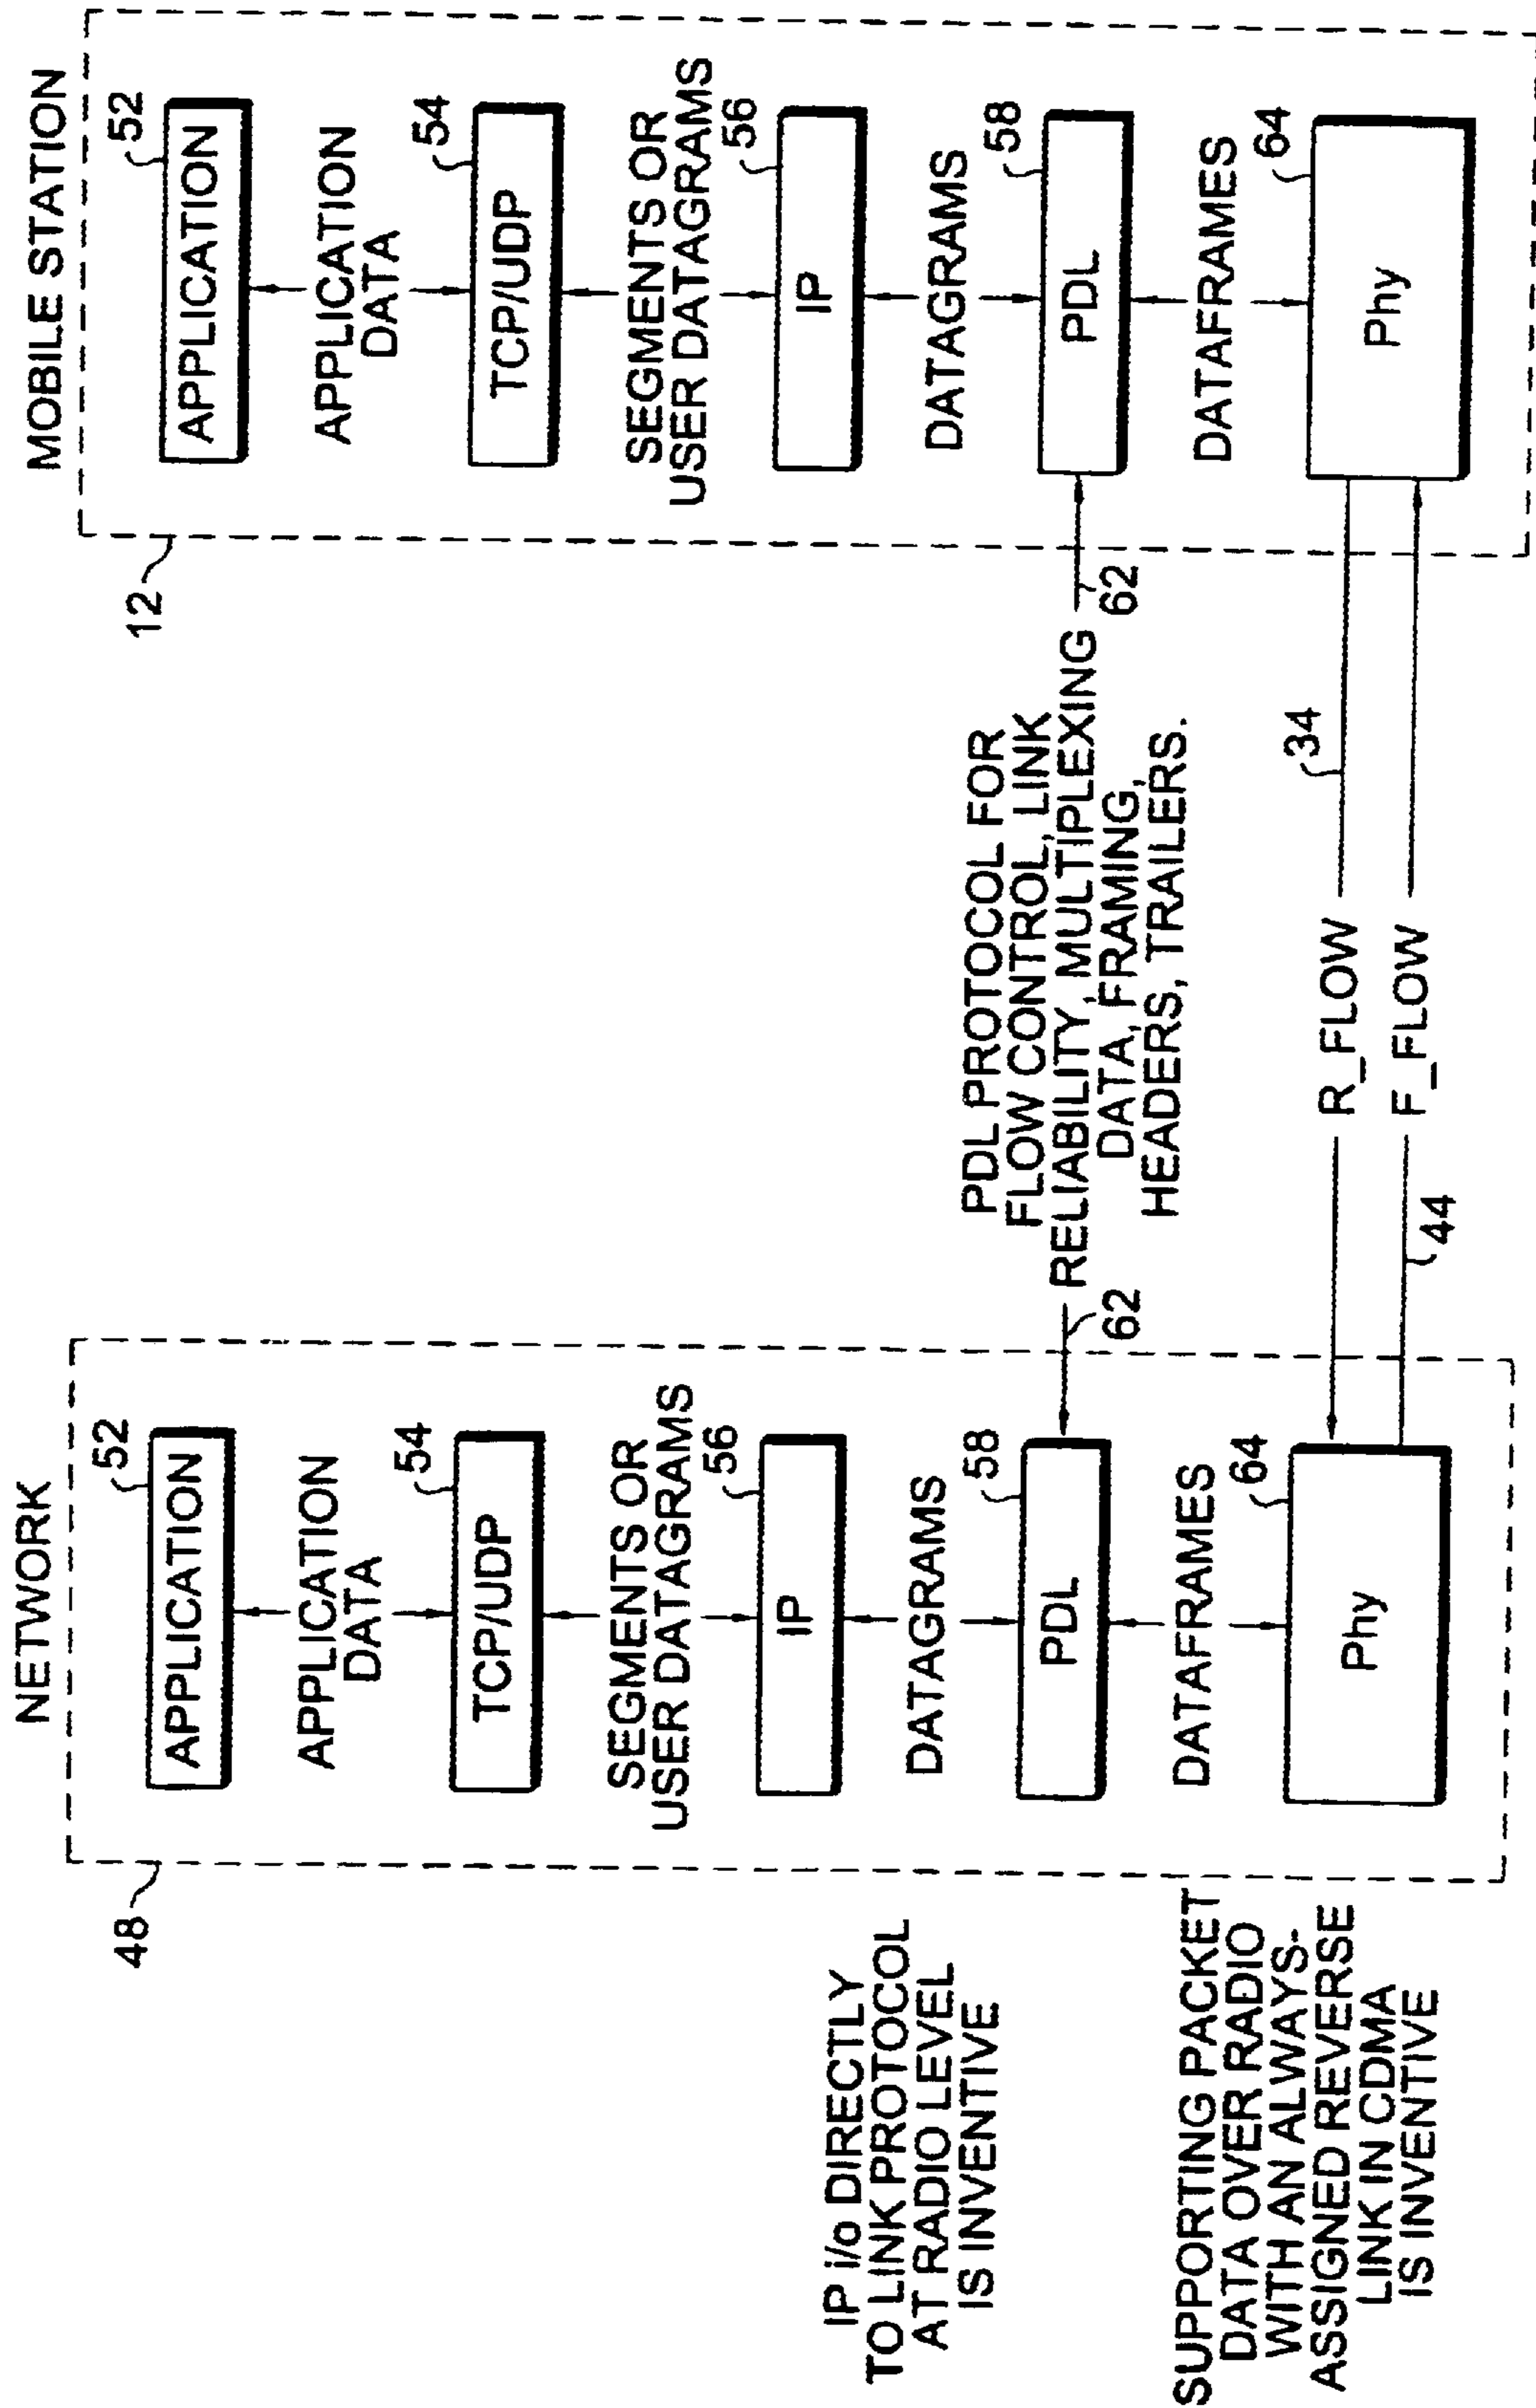 NETWORK
48
APPLICATION
52
APPLICATION
DATA
TCP/UDP
54
SEGMENTS OR
USER DATAGRAMS
IP
56
DATAGRAMS
PDL
58
DATAFRAMES
Phy
64
IP i/o DIRECTLY
TO LINK PROTOCOL
AT RADIO LEVEL
IS INVENTIVE
SUPPORTING PACKET
DATA OVER RADIO
WITH AN ALWAYS-
ASSIGNED REVERSE
LINK IN CDMA
IS INVENTIVE
62
PDL PROTOCOL FOR
FLOW CONTROL, LINK
RELIABILITY, MULTIPLEXING
DATA, FRAMING,
HEADERS, TRAILERS.
62
R_FLOW
34
F_FLOW
44
MOBILE STATION
12
APPLICATION
52
APPLICATION
DATA
TCP/UDP
54
SEGMENTS OR
USER DATAGRAMS
IP
56
DATAGRAMS
PDL
58
DATAFRAMES
Phy
64